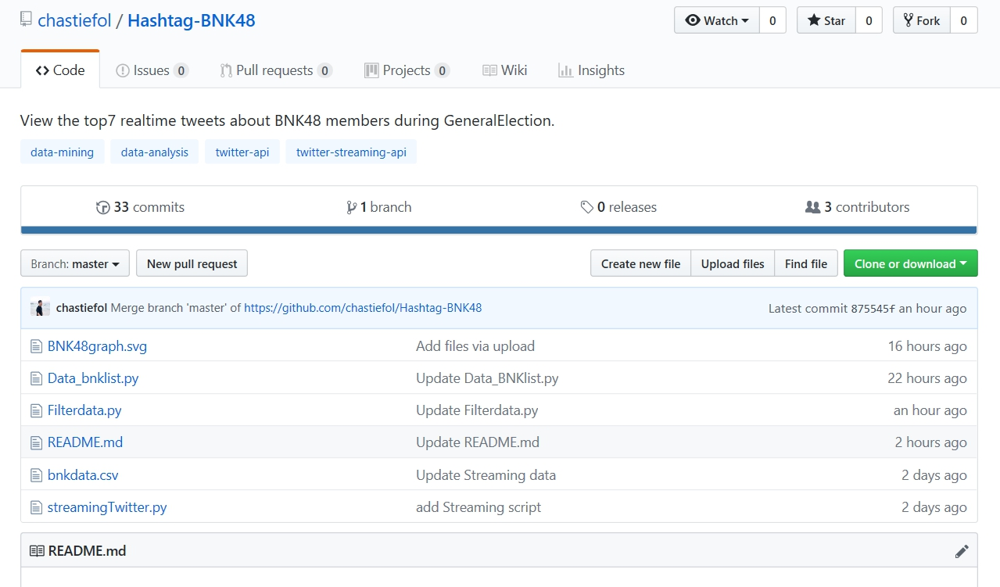 chastiefol / Hashtag-BNK48
Watch 0 Star 0 Fork 0
Code Issues 0 Pull requests 0 Projects 0 Wiki Insights
View the top7 realtime tweets about BNK48 members during GeneralElection.
data-mining data-analysis twitter-api twitter-streaming-api
33 commits 1 branch 0 releases 3 contributors
Branch: master New pull request Create new file Upload files Find file Clone or download
chastiefol Merge branch 'master' of https://github.com/chastiefol/Hashtag-BNK48 Latest commit 875545f an hour ago
BNK48graph.svg Add files via upload 16 hours ago
Data_bnklist.py Update Data_BNKlist.py 22 hours ago
Filterdata.py Update Filterdata.py an hour ago
README.md Update README.md 2 hours ago
bnkdata.csv Update Streaming data 2 days ago
streamingTwitter.py add Streaming script 2 days ago
README.md